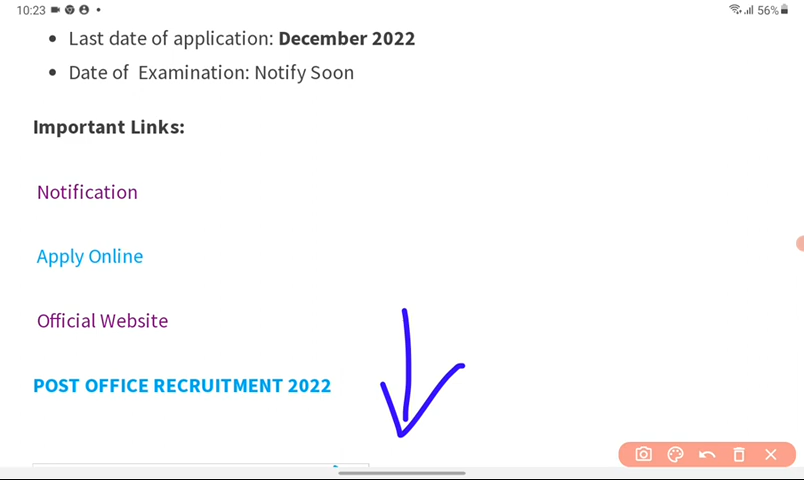 10:23
56%
Last date of application: December 2022
Date of Examination: Notify Soon
Important Links:
Notification
Apply Online
Official Website
POST OFFICE RECRUITMENT 2022